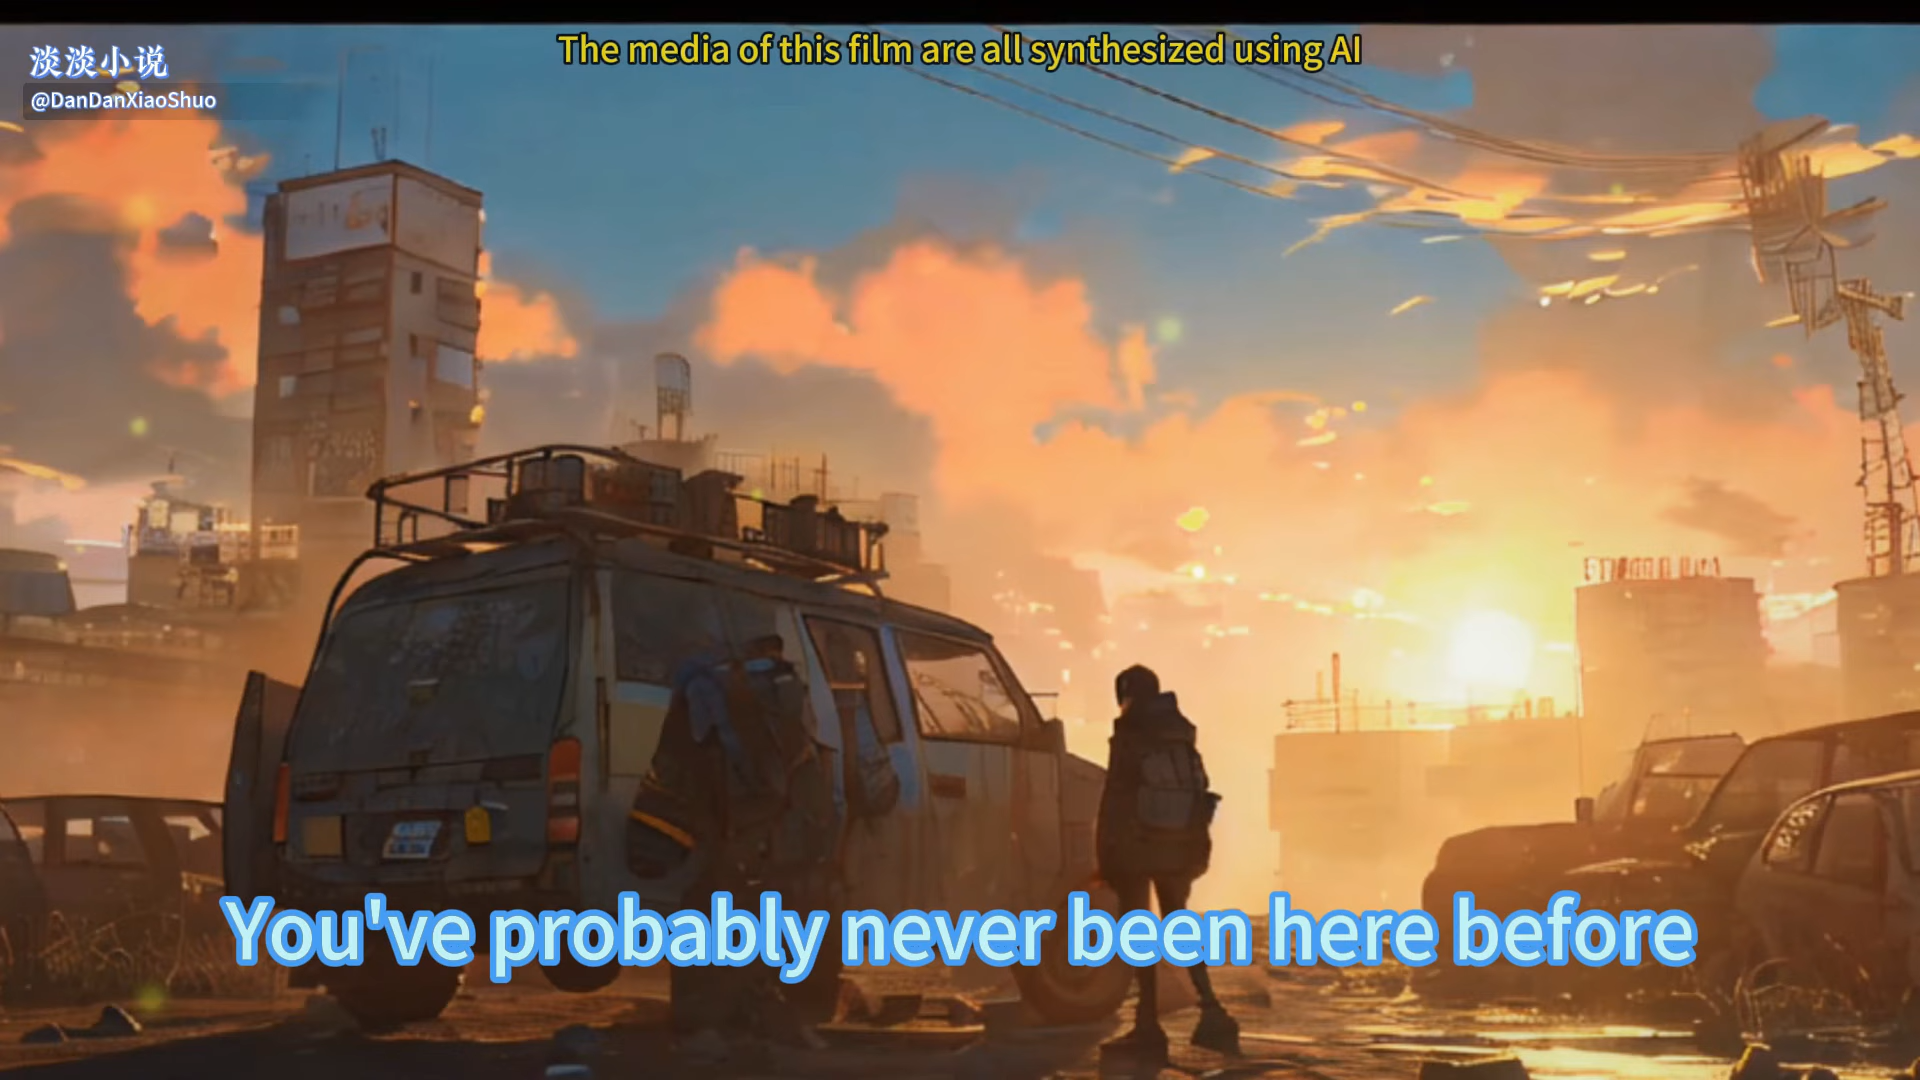 The media of this film are all synthesized using AI
淡淡小说
@DanDanXiaoShuo
You've probably never been here before